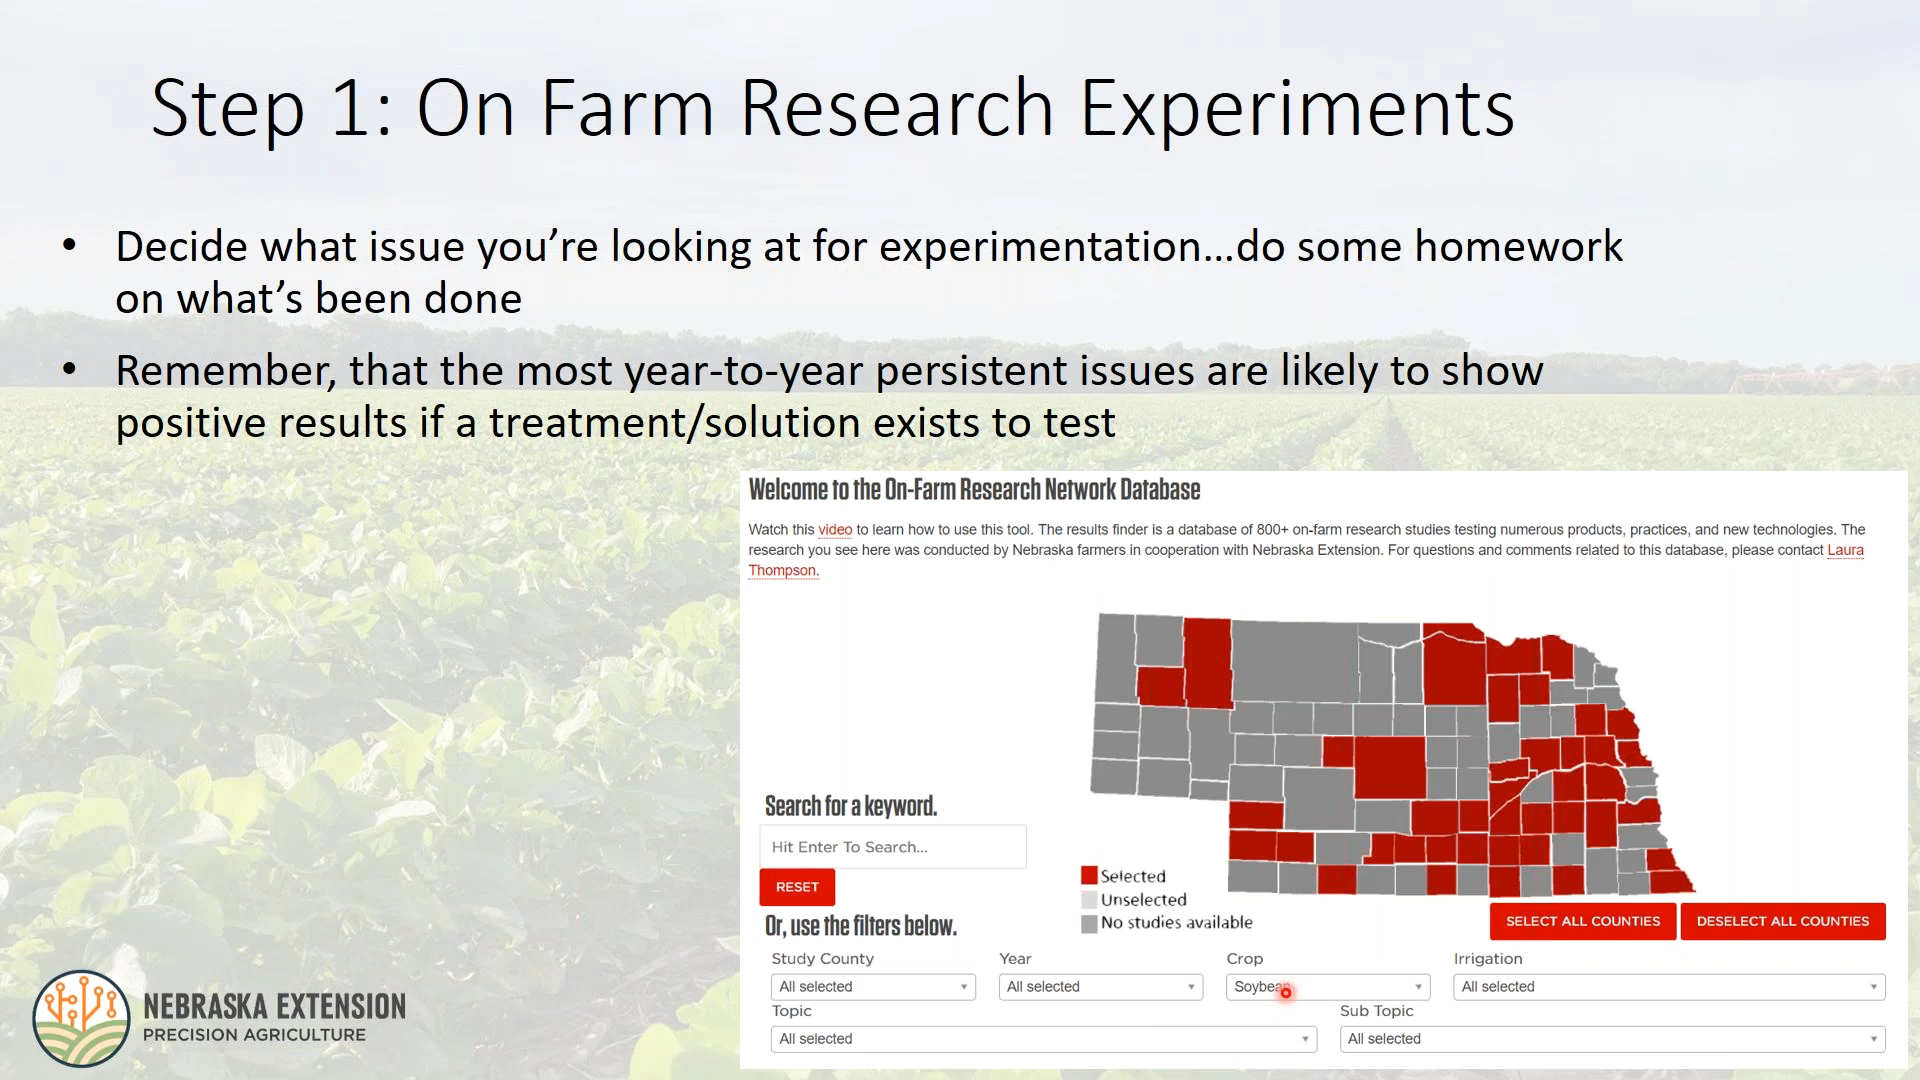 Step 1: On Farm Research Experiments
• Decide what issue you’re looking at for experimentation…do some homework
on what’s been done
• Remember, that the most year-to-year persistent issues are likely to show
positive results if a treatment/solution exists to test
Welcome to the On-Farm Research Network Database
Watch this video to learn how to use this tool. The results finder is a database of 800+ on-farm research studies testing numerous products, practices, and new technologies. The
research you see here was conducted by Nebraska farmers in cooperation with Nebraska Extension. For questions and comments related to this database, please contact Laura
Thompson.
Search for a keyword.
Hit Enter To Search...
RESET
Or, use the filters below.
Selected
Unselected
No studies available
SELECT ALL COUNTIES
DESELECT ALL COUNTIES
Study County
Year
Crop
Irrigation
All selected
All selected
Soybean
All selected
Topic
Sub Topic
All selected
All selected
NEBRASKA EXTENSION
PRECISION AGRICULTURE